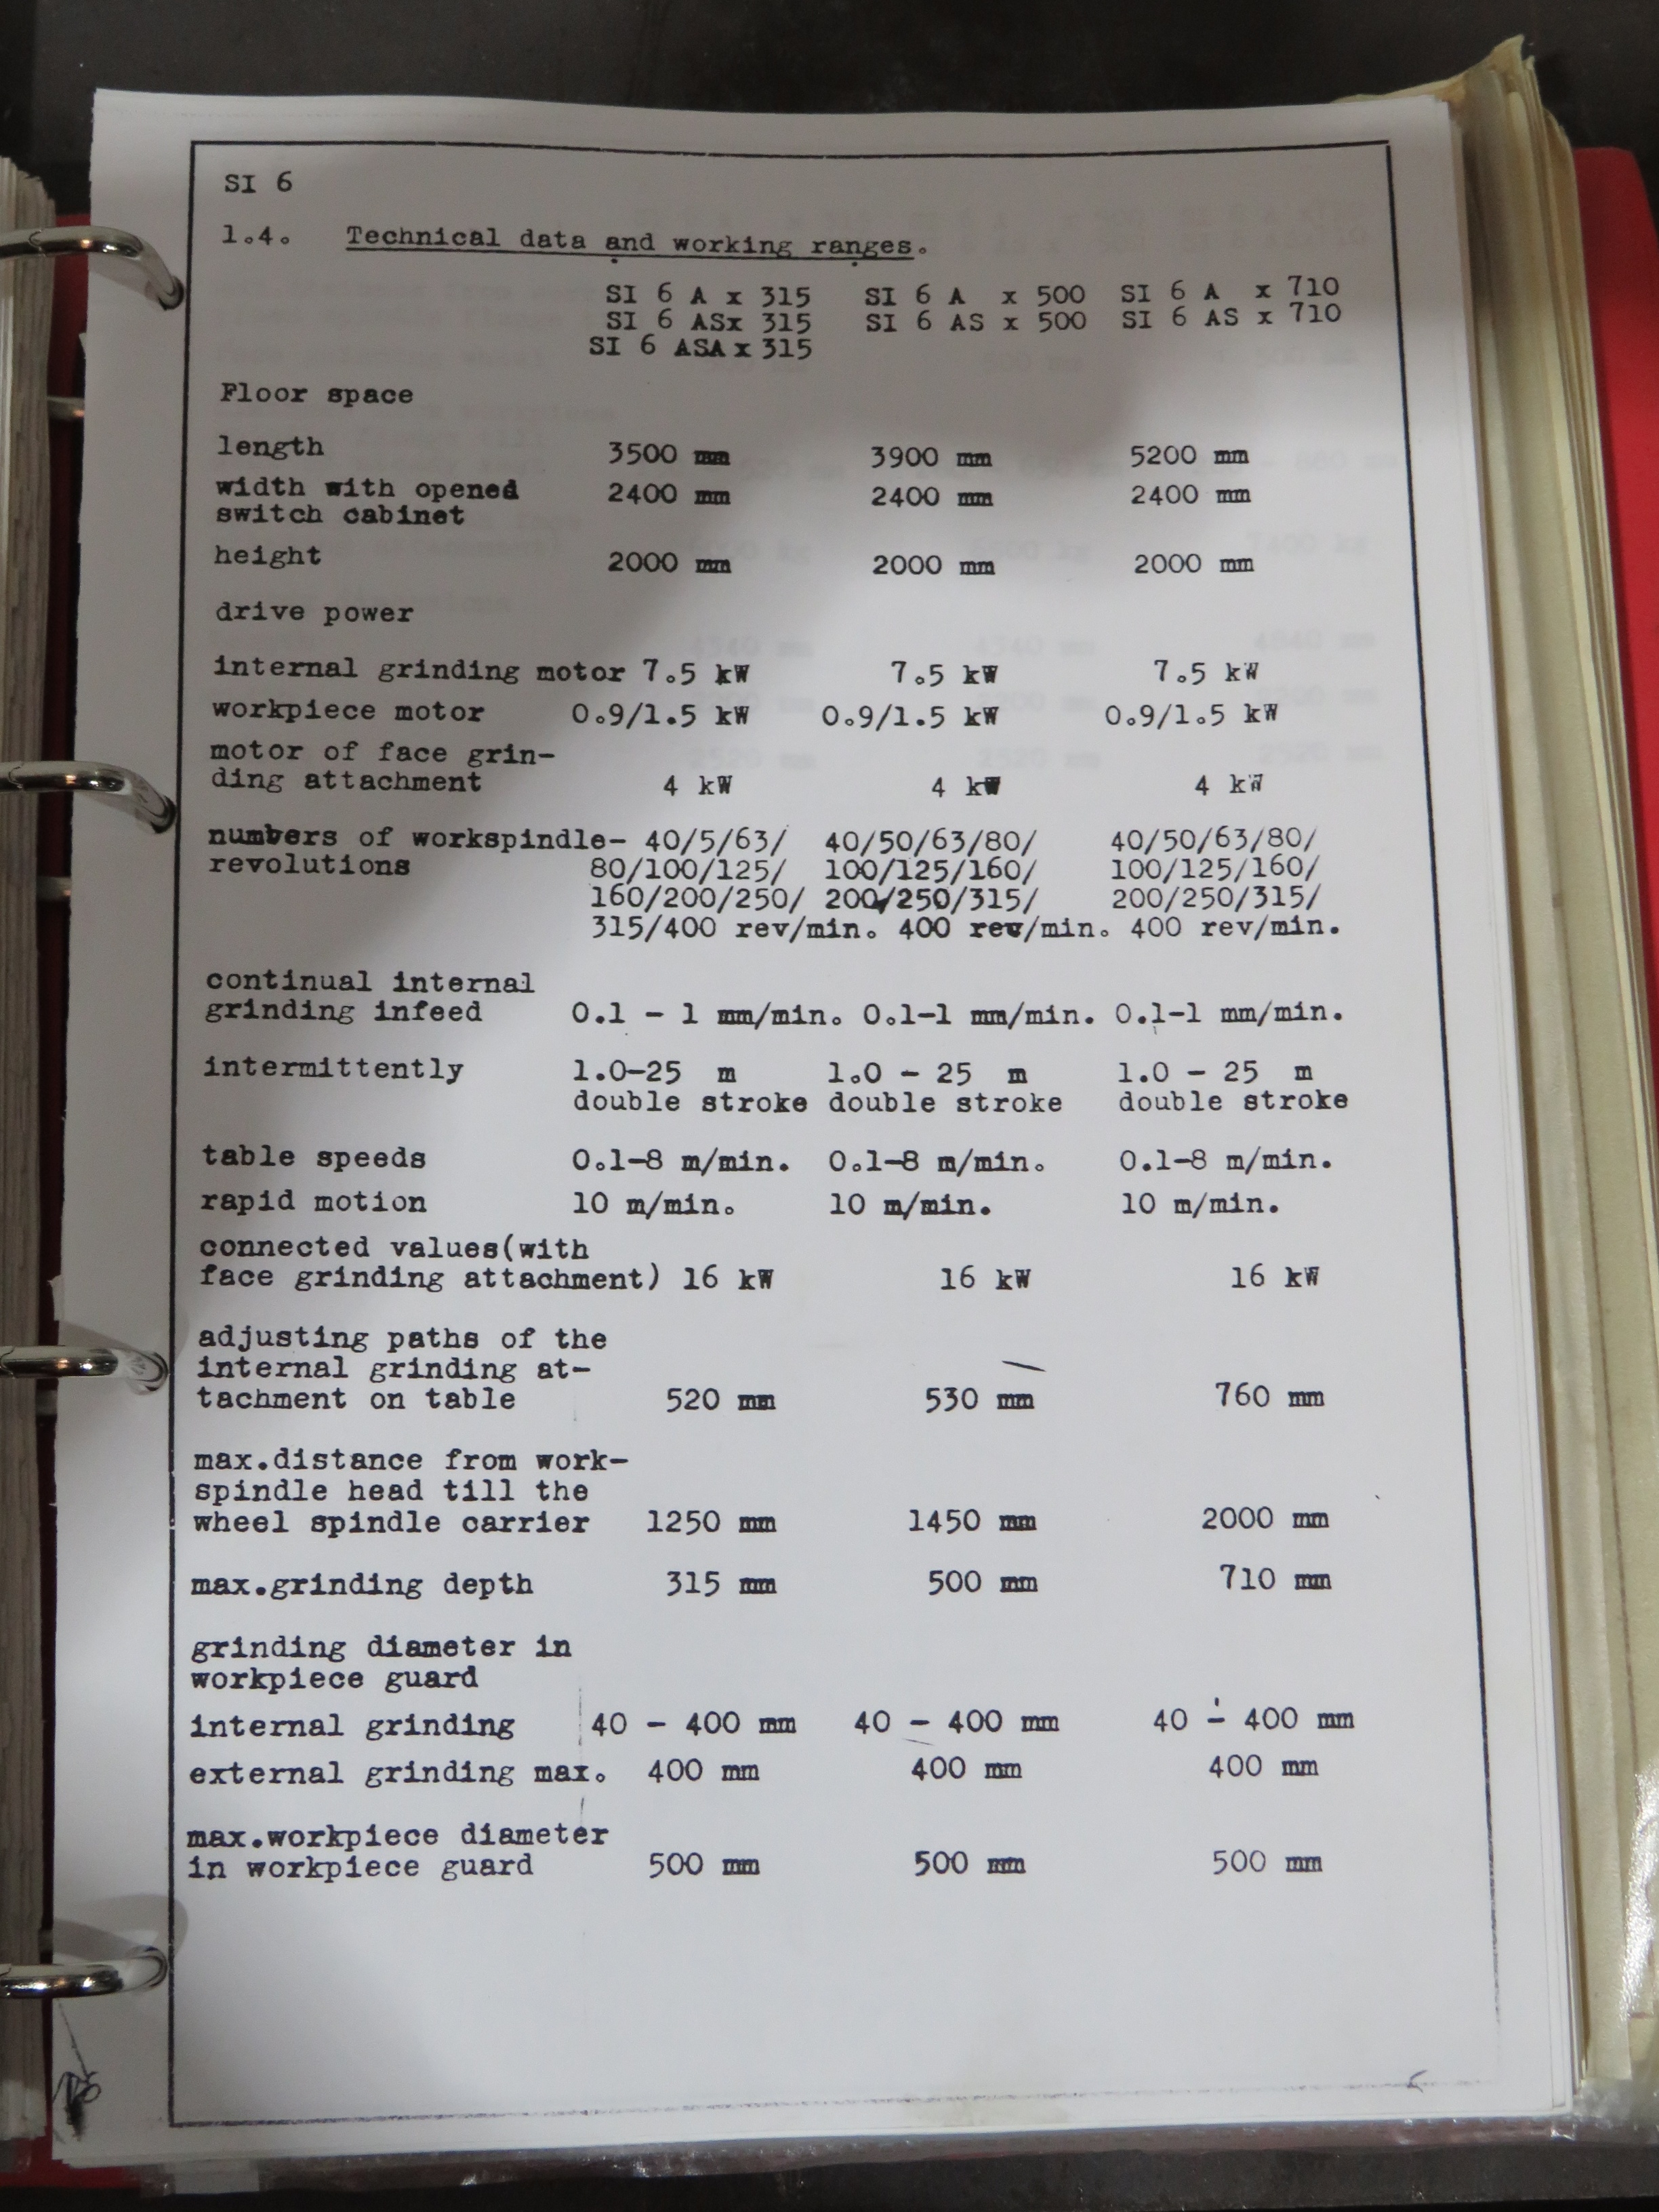 SI 6
1.4. Technical data and working ranges.
SI 6 A x 315 SI 6 A x 500 SI 6 A x 710
SI 6 ASx 315 SI 6 AS x 500 SI 6 AS x 710
SI 6 ASA x 315
Floor space
length 3500 mm 3900 mm 5200 mm
width with opened 2400 mm 2400 mm 2400 mm
switch cabinet
height 2000 mm 2000 mm 2000 mm
drive power
internal grinding motor 7.5 kW 7.5 kW 7.5 kW
workpiece motor 0.9/1.5 kW 0.9/1.5 kW 0.9/1.5 kW
motor of face grin-
ding attachment 4 kW 4 kW 4 kW
numbers of workspindle- 40/5/63/ 40/50/63/80/ 40/50/63/80/
revolutions 80/100/125/ 100/125/160/ 100/125/160/
160/200/250/ 200/250/315/ 200/250/315/
315/400 rev/min. 400 rev/min. 400 rev/min.
continual internal
grinding infeed 0.1 - 1 mm/min. 0.1-1 mm/min. 0.1-1 mm/min.
intermittently 1.0-25 m 1.0 - 25 m 1.0 - 25 m
double stroke double stroke double stroke
table speeds 0.1-8 m/min. 0.1-8 m/min. 0.1-8 m/min.
rapid motion 10 m/min. 10 m/min. 10 m/min.
connected values(with
face grinding attachment) 16 kW 16 kW 16 kW
adjusting paths of the
internal grinding at-
tachment on table 520 mm 530 mm 760 mm
max.distance from work-
spindle head till the
wheel spindle carrier 1250 mm 1450 mm 2000 mm
max.grinding depth 315 mm 500 mm 710 mm
grinding diameter in
workpiece guard
internal grinding 40 - 400 mm 40 - 400 mm 40 - 400 mm
external grinding max. 400 mm 400 mm 400 mm
max.workpiece diameter
in workpiece guard 500 mm 500 mm 500 mm